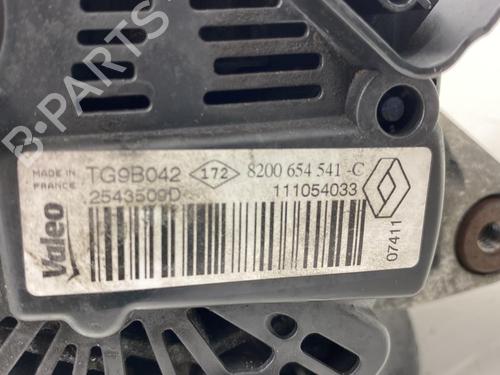 B-PARTS
MADE IN
FRANCE
TG9B042 172 8200 654 541 -C
2543509D 111054033
Valeo
07411